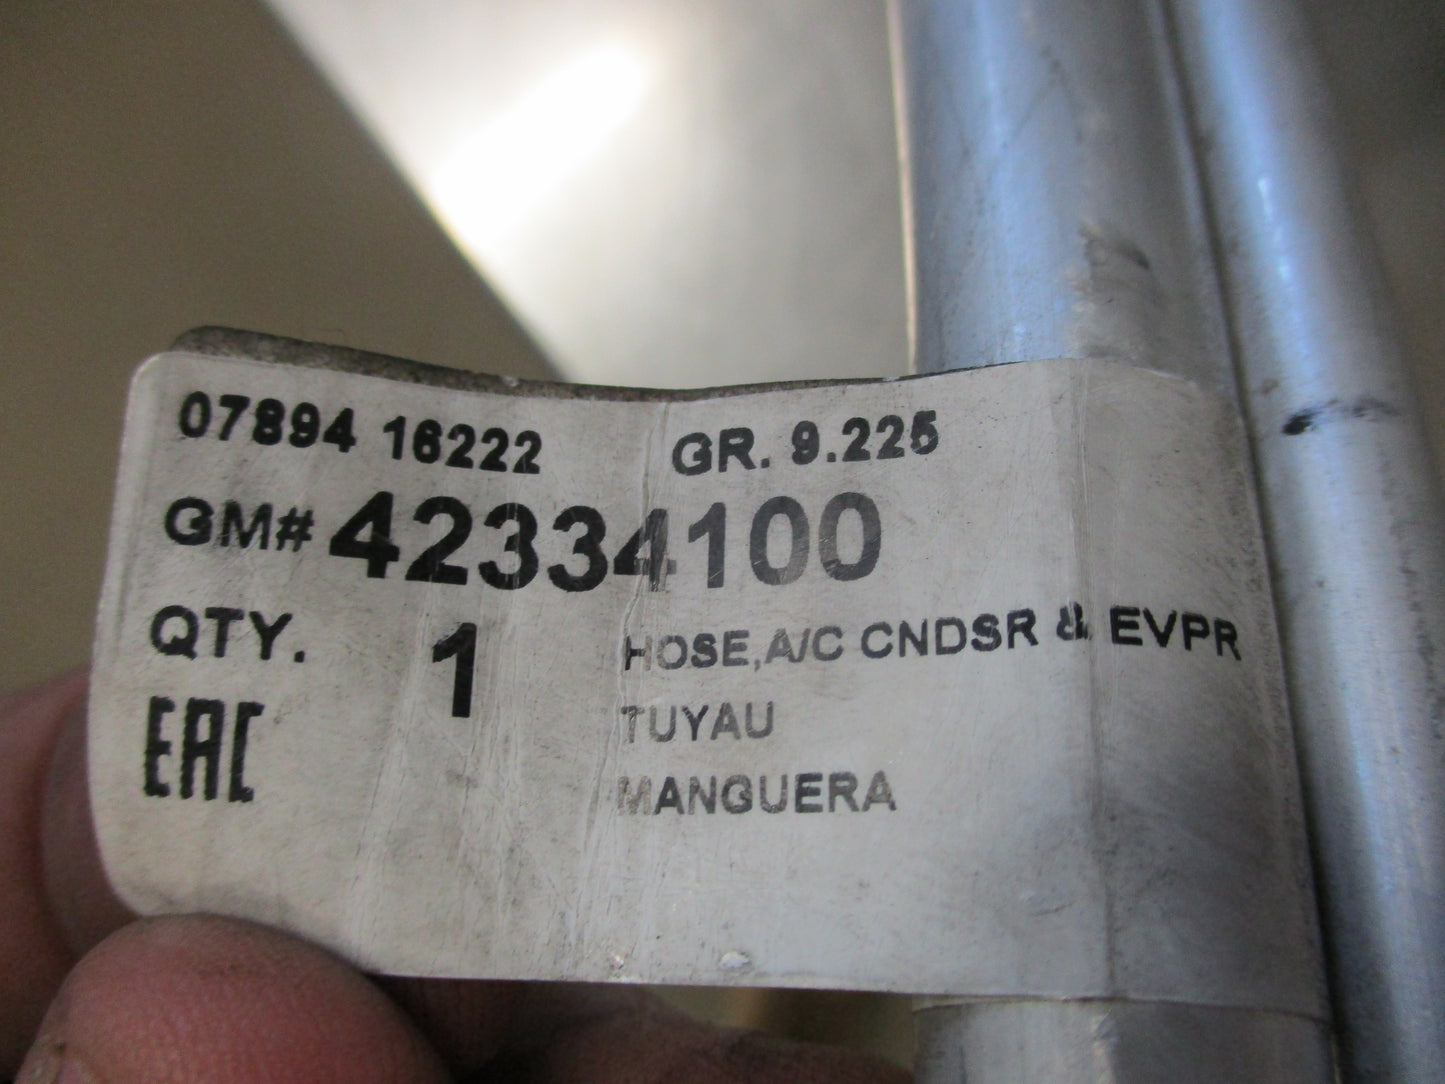 07894 16222 GR. 9.225
GM# 42334100
QTY. 1 HOSE,A/C CNDSR & EVPR
TUYAU
EAC MANGUERA